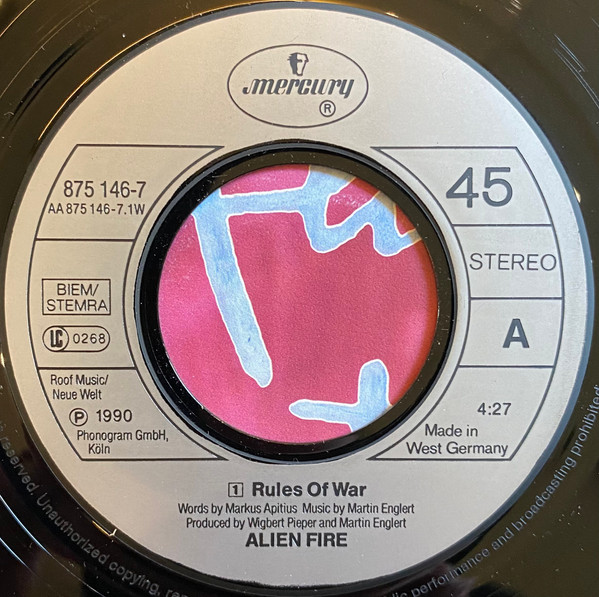 mercury
®
875 146-7
AA 875 146-7.1W
BIEM/
STEMRA
LC 0268
Roof Music/
Neue Welt
℗ 1990
Phonogram GmbH,
Köln
45
STEREO
A
4:27
Made in
West Germany
1 Rules Of War
Words by Markus Apitius Music by Martin Englert
Produced by Wigbert Pieper and Martin Englert
ALIEN FIRE
reserved. Unauthorized copying,
performance and broadcasting prohibited